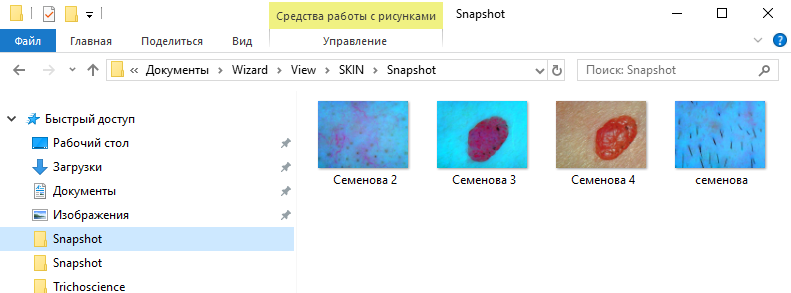 Средства работы с рисунками
Snapshot
Файл
Главная
Поделиться
Вид
Управление
« Документы > Wizard > View > SKIN > Snapshot
Поиск: Snapshot
Быстрый доступ
Рабочий стол
Загрузки
Документы
Изображения
Snapshot
Snapshot
Trichoscience
Семенова 2
Семенова 3
Семенова 4
семенова